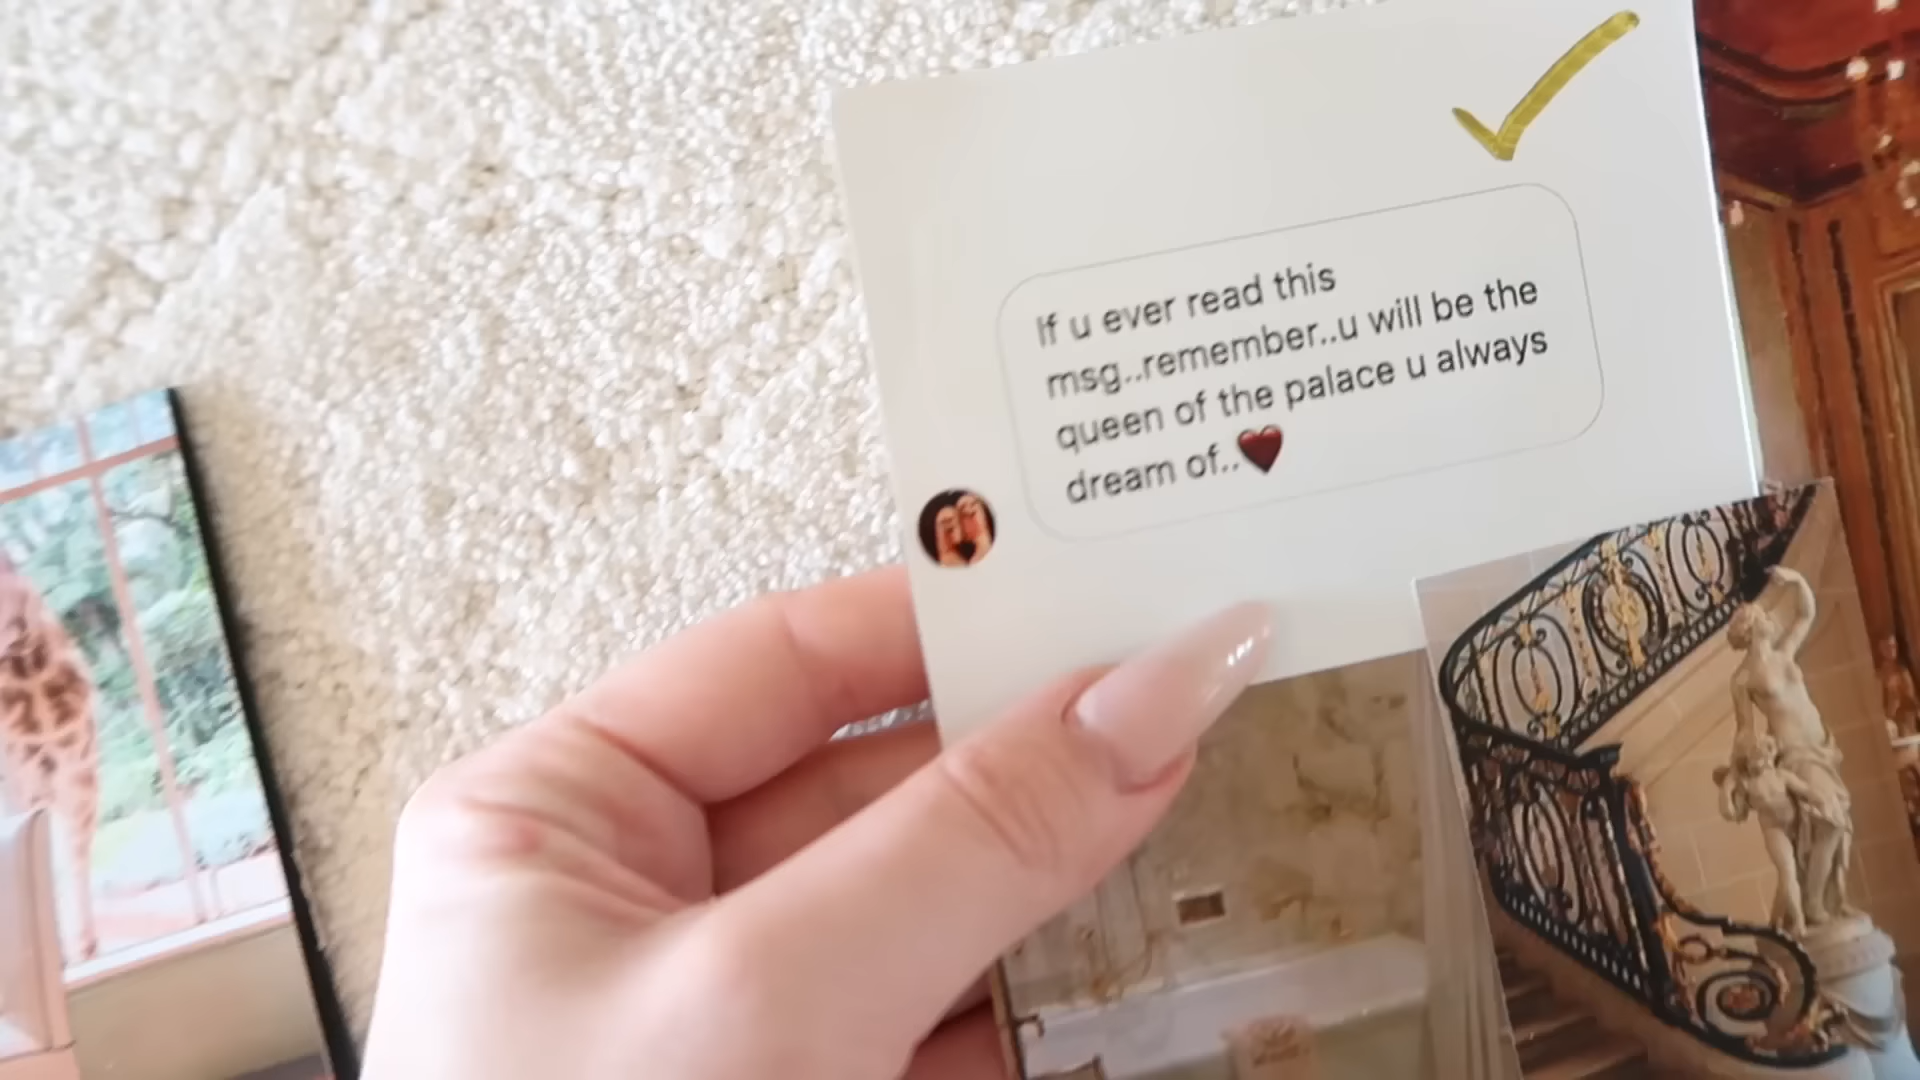 If u ever read this
msg..remember..u will be the
queen of the palace u always
dream of..❤